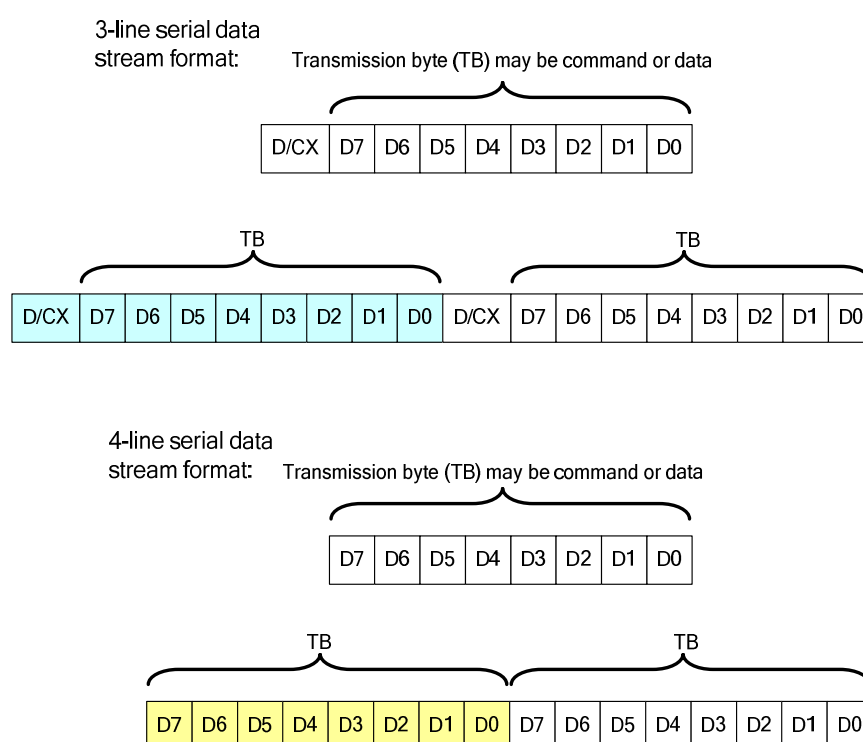 3-line serial data
stream format: Transmission byte (TB) may be command or data
D/CX D7 D6 D5 D4 D3 D2 D1 D0
TB TB
D/CX D7 D6 D5 D4 D3 D2 D1 D0 D/CX D7 D6 D5 D4 D3 D2 D1 D0
4-line serial data
stream format: Transmission byte (TB) may be command or data
D7 D6 D5 D4 D3 D2 D1 D0
TB TB
D7 D6 D5 D4 D3 D2 D1 D0 D7 D6 D5 D4 D3 D2 D1 D0